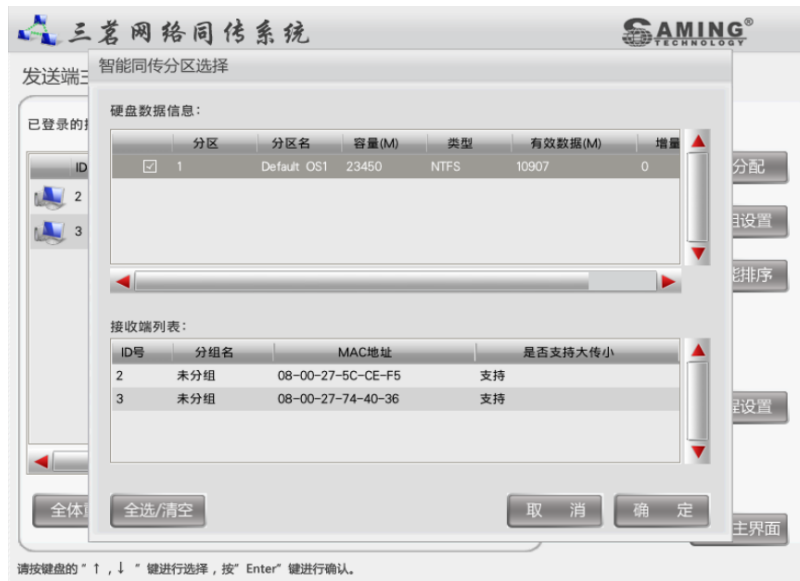 三茗网络同传系统
SAMING®
TECHNOLOGY
发送端
智能同传分区选择
已登录的
硬盘数据信息：
分区 分区名 容量(M) 类型 有效数据(M) 增量
1 Default OS1 23450 NTFS 10907 0
ID
2
3
分配
组设置
能排序
接收端列表：
ID号 分组名 MAC地址 是否支持大传小
2 未分组 08-00-27-5C-CE-F5 支持
3 未分组 08-00-27-74-40-36 支持
设置
全体
全选/清空
取 消
确 定
主界面
请按键盘的"↑,↓"键进行选择，按"Enter"键进行确认。